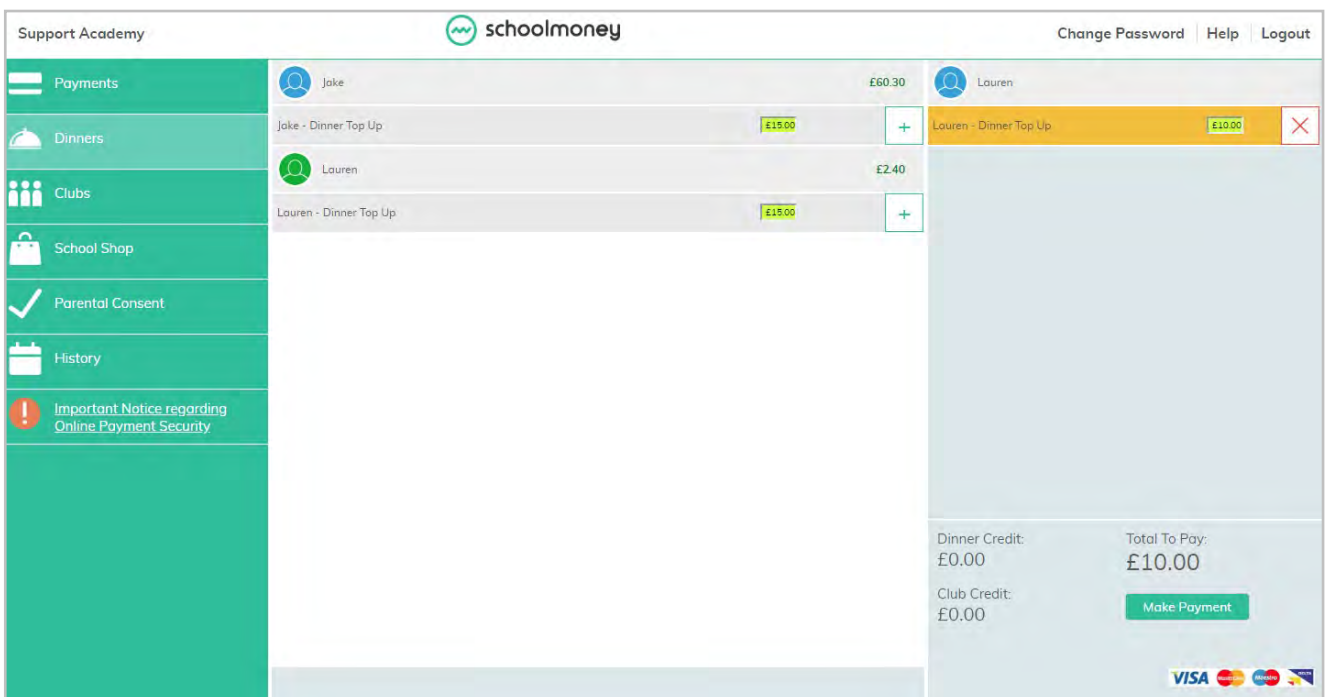 Support Academy
schoolmoney
Change Password Help Logout
Payments
Dinners
Clubs
School Shop
Parental Consent
History
Important Notice regarding
Online Payment Security
Jake £60.30
Jake - Dinner Top Up £15.00 +
Lauren £2.40
Lauren - Dinner Top Up £15.00 +
Lauren
Lauren - Dinner Top Up £10.00
Dinner Credit:
£0.00
Total To Pay:
£10.00
Club Credit:
£0.00
Make Payment
VISA Maestro